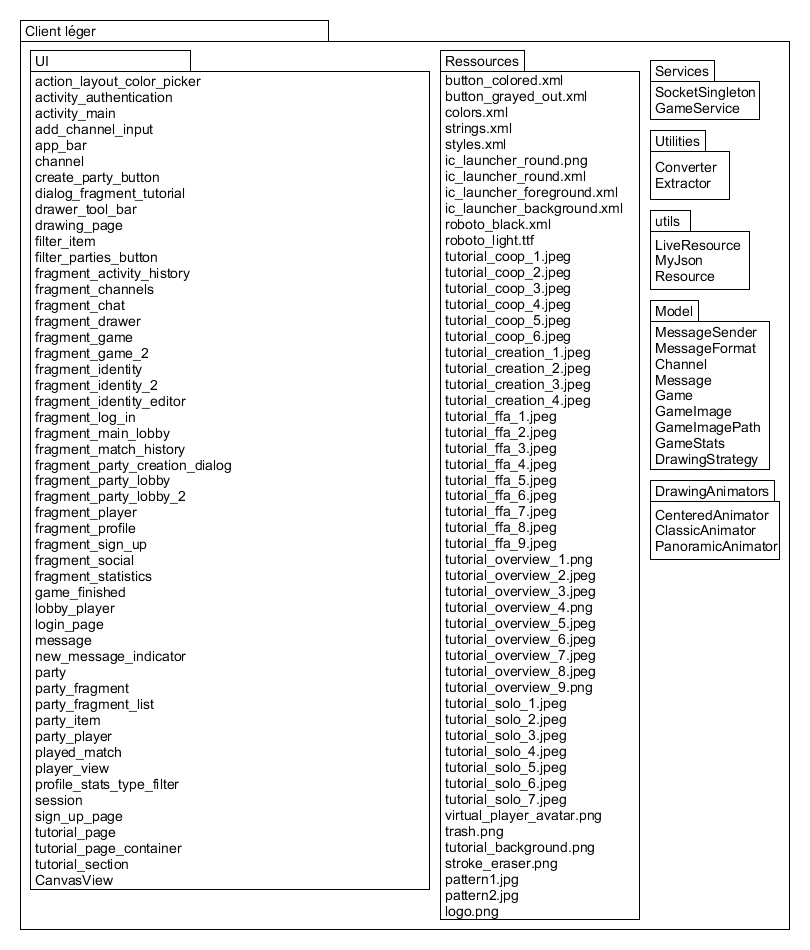 Client léger
UI
action_layout_color_picker
activity_authentication
activity_main
add_channel_input
app_bar
channel
create_party_button
dialog_fragment_tutorial
drawer_tool_bar
drawing_page
filter_item
filter_parties_button
fragment_activity_history
fragment_channels
fragment_chat
fragment_drawer
fragment_game
fragment_game_2
fragment_identity
fragment_identity_2
fragment_identity_editor
fragment_log_in
fragment_main_lobby
fragment_match_history
fragment_party_creation_dialog
fragment_party_lobby
fragment_party_lobby_2
fragment_player
fragment_profile
fragment_sign_up
fragment_social
fragment_statistics
game_finished
lobby_player
login_page
message
new_message_indicator
party
party_fragment
party_fragment_list
party_item
party_player
played_match
player_view
profile_stats_type_filter
session
sign_up_page
tutorial_page
tutorial_page_container
tutorial_section
CanvasView
Ressources
button_colored.xml
button_grayed_out.xml
colors.xml
strings.xml
styles.xml
ic_launcher_round.png
ic_launcher_round.xml
ic_launcher_foreground.xml
ic_launcher_background.xml
roboto_black.xml
roboto_light.ttf
tutorial_coop_1.jpeg
tutorial_coop_2.jpeg
tutorial_coop_3.jpeg
tutorial_coop_4.jpeg
tutorial_coop_5.jpeg
tutorial_coop_6.jpeg
tutorial_creation_1.jpeg
tutorial_creation_2.jpeg
tutorial_creation_3.jpeg
tutorial_creation_4.jpeg
tutorial_ffa_1.jpeg
tutorial_ffa_2.jpeg
tutorial_ffa_3.jpeg
tutorial_ffa_4.jpeg
tutorial_ffa_5.jpeg
tutorial_ffa_6.jpeg
tutorial_ffa_7.jpeg
tutorial_ffa_8.jpeg
tutorial_ffa_9.jpeg
tutorial_overview_1.png
tutorial_overview_2.jpeg
tutorial_overview_3.jpeg
tutorial_overview_4.png
tutorial_overview_5.jpeg
tutorial_overview_6.jpeg
tutorial_overview_7.jpeg
tutorial_overview_8.jpeg
tutorial_overview_9.png
tutorial_solo_1.jpeg
tutorial_solo_2.jpeg
tutorial_solo_3.jpeg
tutorial_solo_4.jpeg
tutorial_solo_5.jpeg
tutorial_solo_6.jpeg
tutorial_solo_7.jpeg
virtual_player_avatar.png
trash.png
tutorial_background.png
stroke_eraser.png
pattern1.jpg
pattern2.jpg
logo.png
Services
SocketSingleton
GameService
Utilities
Converter
Extractor
utils
LiveResource
MyJson
Resource
Model
MessageSender
MessageFormat
Channel
Message
Game
GameImage
GameImagePath
GameStats
DrawingStrategy
DrawingAnimators
CenteredAnimator
ClassicAnimator
PanoramicAnimator